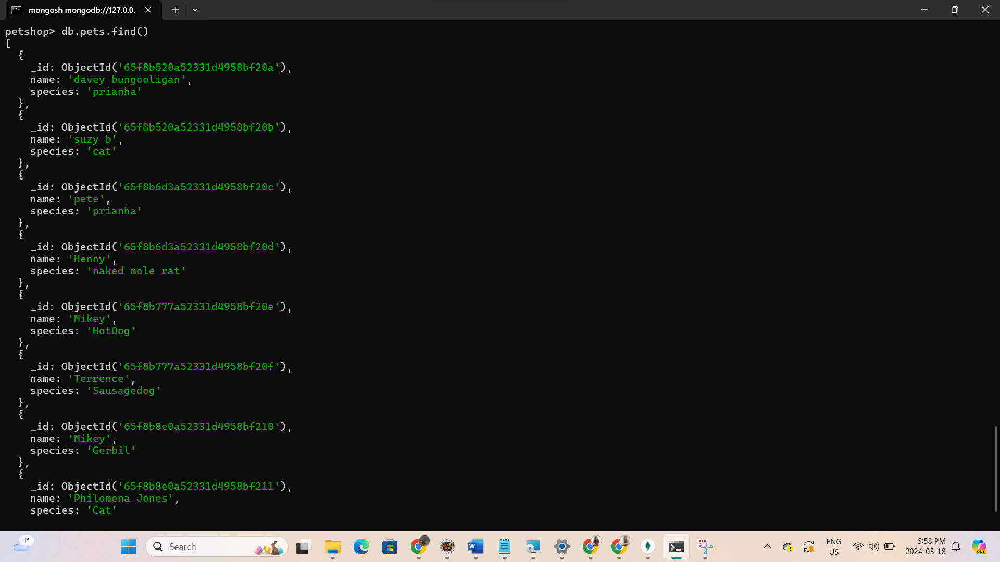 mongosh mongodb://127.0.0.
petshop> db.pets.find()
[
  {
    _id: ObjectId('65f8b520a52331d4958bf20a'),
    name: 'davey bungooligan',
    species: 'prianha'
  },
  {
    _id: ObjectId('65f8b520a52331d4958bf20b'),
    name: 'suzy b',
    species: 'cat'
  },
  {
    _id: ObjectId('65f8b6d3a52331d4958bf20c'),
    name: 'pete',
    species: 'prianha'
  },
  {
    _id: ObjectId('65f8b6d3a52331d4958bf20d'),
    name: 'Henny',
    species: 'naked mole rat'
  },
  {
    _id: ObjectId('65f8b777a52331d4958bf20e'),
    name: 'Mikey',
    species: 'HotDog'
  },
  {
    _id: ObjectId('65f8b777a52331d4958bf20f'),
    name: 'Terrence',
    species: 'Sausagedog'
  },
  {
    _id: ObjectId('65f8b8e0a52331d4958bf210'),
    name: 'Mikey',
    species: 'Gerbil'
  },
  {
    _id: ObjectId('65f8b8e0a52331d4958bf211'),
    name: 'Philomena Jones',
    species: 'Cat'
1°
Search
W
IDE
ENG
US
5:58 PM
2024-03-18
PRE